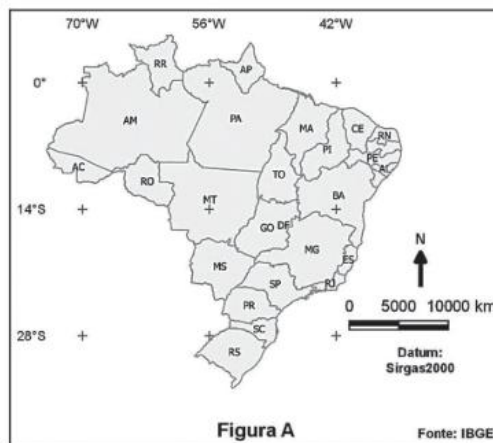 70°W 56°W 42°W
RR
AP
0°
AM
PA
MA
CE
RN
PI
PE
AL
AC
RO
TO
MT
BA
14°S
GO DF
MG
ES
MS
SP
RJ
PR
SC
RS
28°S
N
0 5000 10000 km
Datum:
Sirgas2000
Figura A
Fonte: IBGE